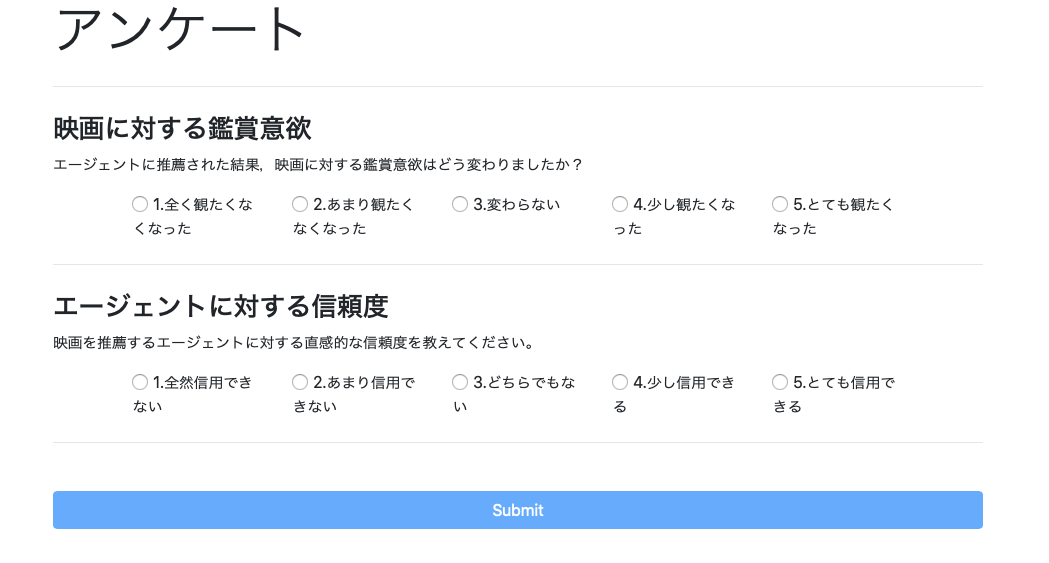 アンケート
映画に対する鑑賞意欲
エージェントに推薦された結果，映画に対する鑑賞意欲はどう変わりましたか？
1.全く観たくな 2.あまり観たく 3.変わらない 4.少し観たくな 5.とても観たく
くなった なくなった った なった
エージェントに対する信頼度
映画を推薦するエージェントに対する直感的な信頼度を教えてください。
1.全然信用でき 2.あまり信用で 3.どちらでもな 4.少し信用でき 5.とても信用で
ない きない い る きる
Submit